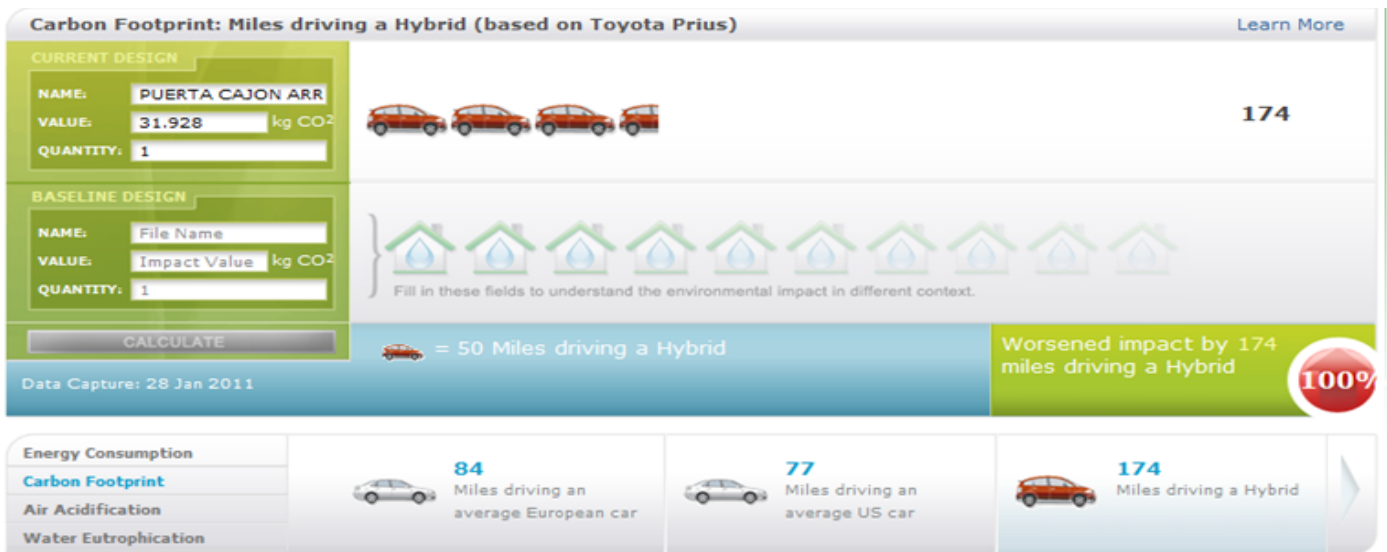 Carbon Footprint: Miles driving a Hybrid (based on Toyota Prius)
Learn More
CURRENT DESIGN
NAME: PUERTA CAJON ARR
VALUE: 31.928 kg CO2
QUANTITY: 1
174
BASELINE DESIGN
NAME: File Name
VALUE: Impact Value kg CO2
QUANTITY: 1
Fill in these fields to understand the environmental impact in different context.
CALCULATE
= 50 Miles driving a Hybrid
Data Capture: 28 Jan 2011
Worsened impact by 174
miles driving a Hybrid
100%
Energy Consumption
Carbon Footprint
Air Acidification
Water Eutrophication
84
Miles driving an
average European car
77
Miles driving an
average US car
174
Miles driving a Hybrid